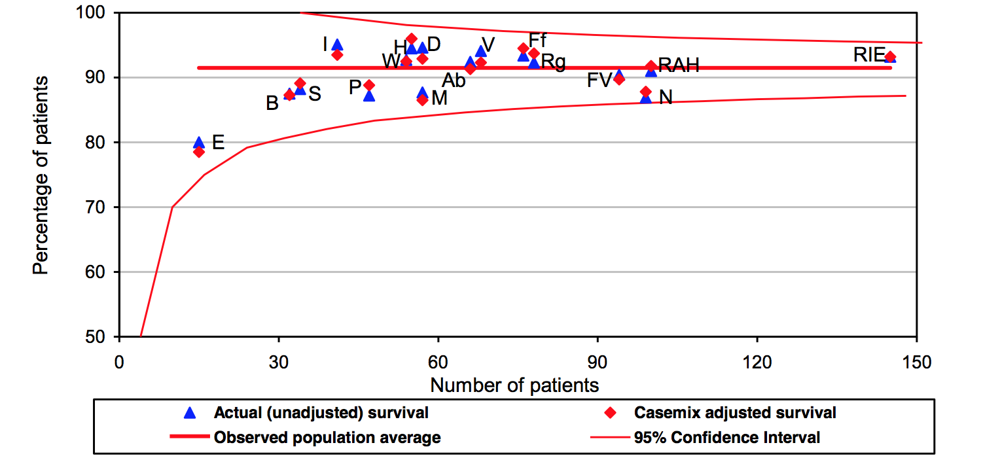 100
90
80
70
60
50
Percentage of patients
I
H
D
V
Ff
RIE
W
Rg
RAH
Ab
FV
P
S
B
M
N
E
0 30 60 90 120 150
Number of patients
Actual (unadjusted) survival Casemix adjusted survival
Observed population average 95% Confidence Interval